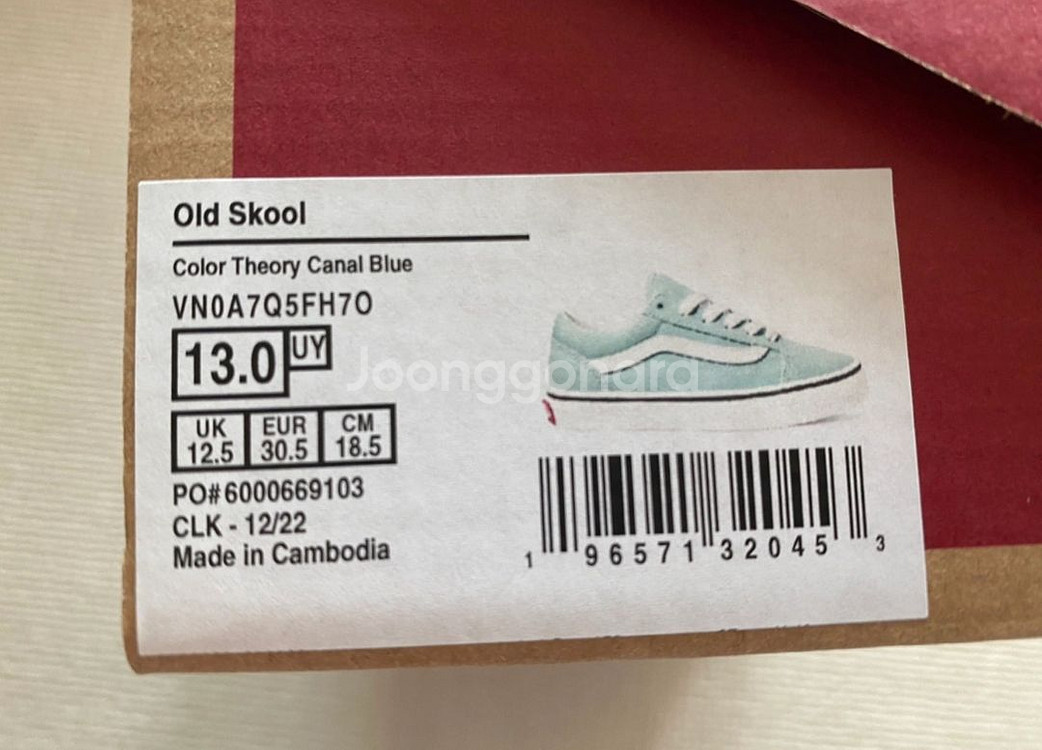 Old Skool
Color Theory Canal Blue
VN0A7Q5FH7O
13.0 UY
UK EUR CM
12.5 30.5 18.5
PO#6000669103
CLK - 12/22
Made in Cambodia
Joonggonara
1 96571 32045 3